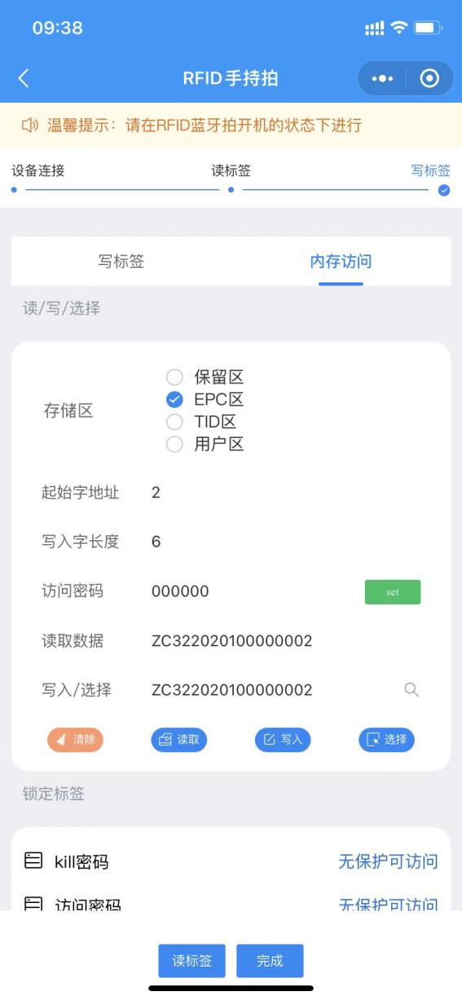 09:38
RFID手持拍
温馨提示：请在RFID蓝牙拍开机的状态下进行
设备连接 读标签 写标签
写标签 内存访问
读/写/选择
保留区
EPC区
存储区
TID区
用户区
起始字地址 2
写入字长度 6
访问密码 000000 set
读取数据 ZC322020100000002
写入/选择 ZC322020100000002
清除 读取 写入 选择
锁定标签
kill密码 无保护可访问
访问密码 无保护可访问
读标签 完成